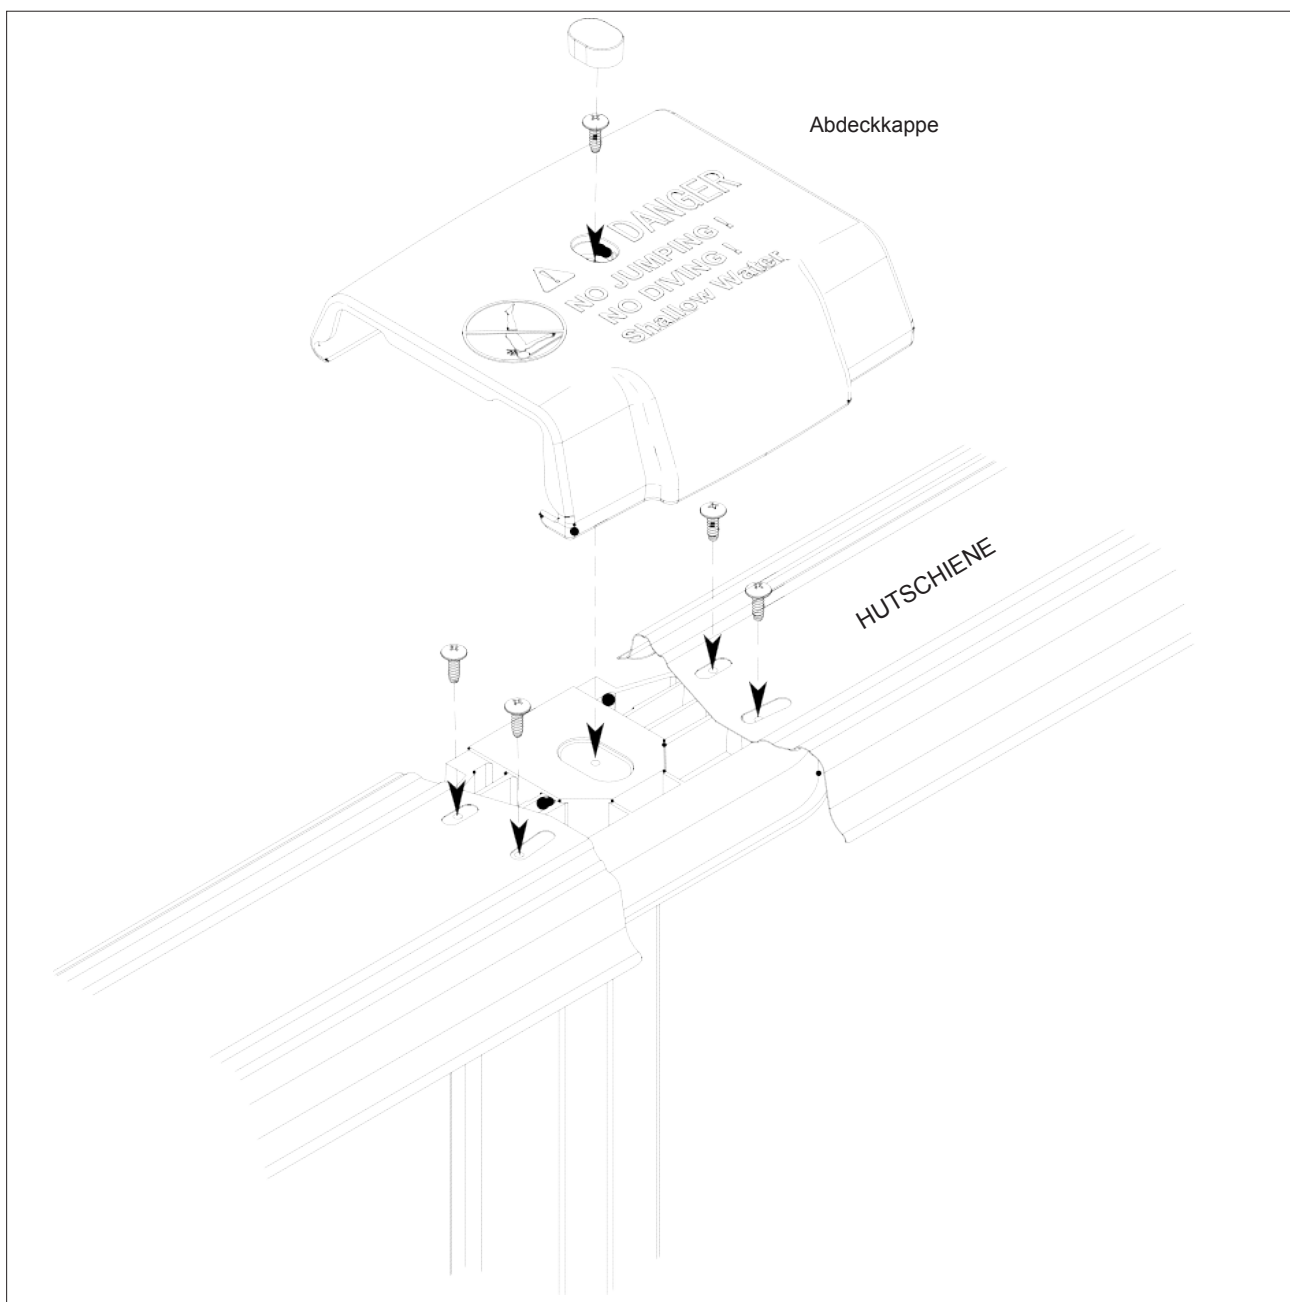 Abdeckkappe
DANGER
NO JUMPING !
NO DIVING !
Shallow Water
HUTSCHIENE